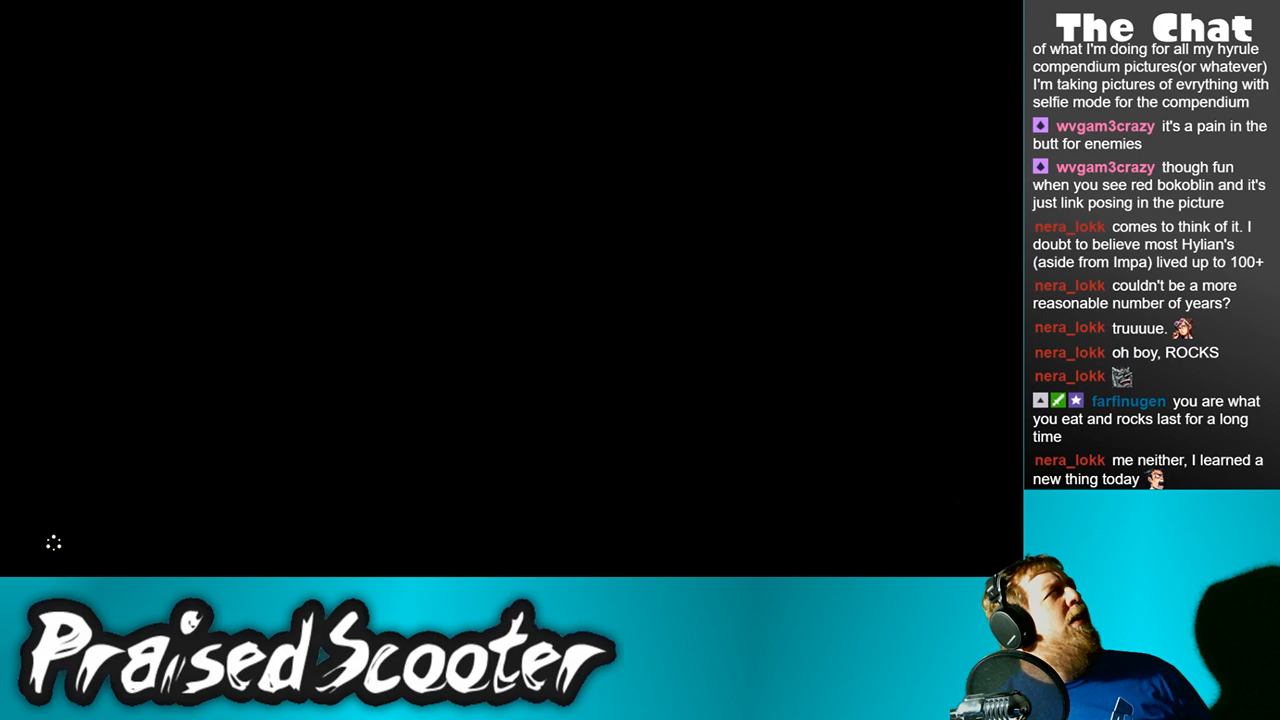 The Chat
of what I'm doing for all my hyrule
compendium pictures(or whatever)
I'm taking pictures of evrything with
selfie mode for the compendium
wvgam3crazy it's a pain in the
butt for enemies
wvgam3crazy though fun
when you see red bokoblin and it's
just link posing in the picture
nera_lokk comes to think of it. I
doubt to believe most Hylian's
(aside from Impa) lived up to 100+
nera_lokk couldn't be a more
reasonable number of years?
nera_lokk truuuue.
nera_lokk oh boy, ROCKS
nera_lokk
farfinugen you are what
you eat and rocks last for a long
time
nera_lokk me neither, I learned a
new thing today
PraisedScooter